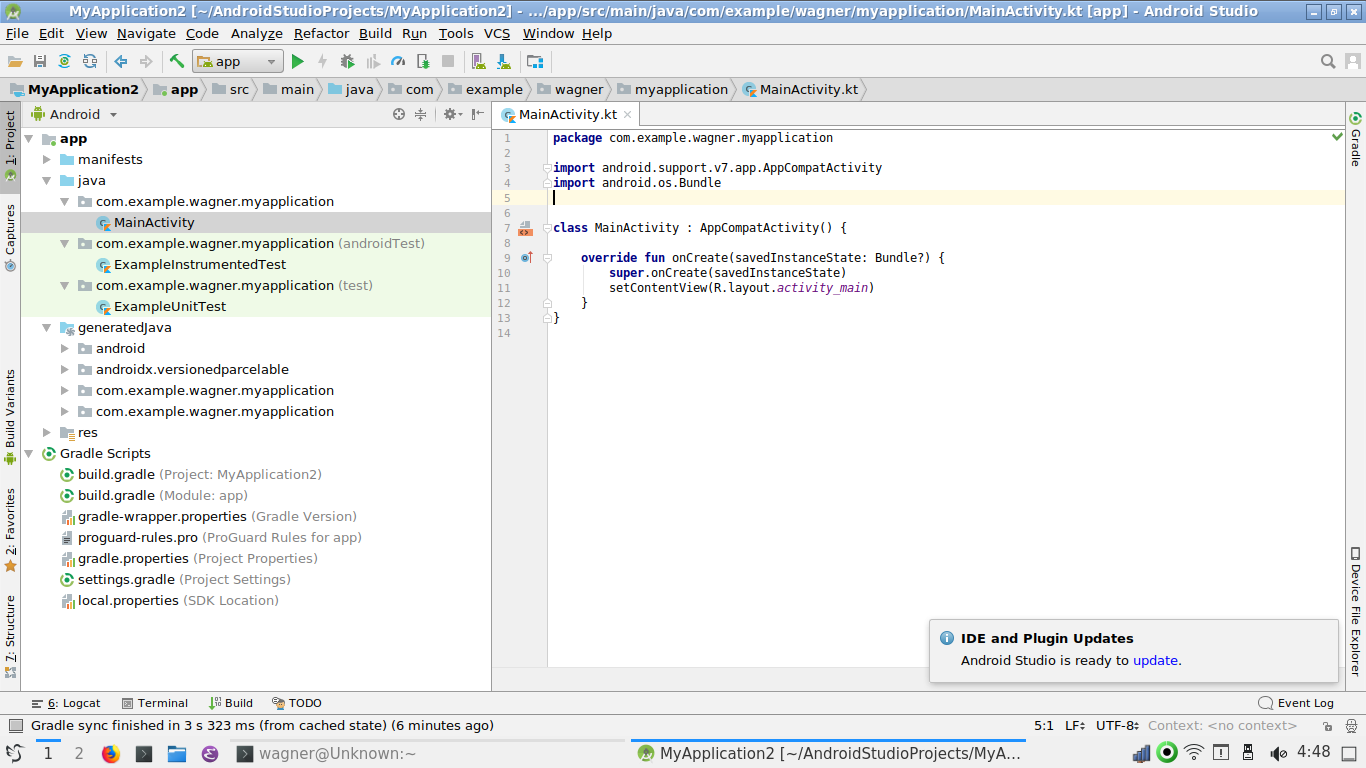 MyApplication2 [~/AndroidStudioProjects/MyApplication2] - .../app/src/main/java/com/example/wagner/myapplication/MainActivity.kt [app] - Android Studio
File Edit View Navigate Code Analyze Refactor Build Run Tools VCS Window Help
app
MyApplication2 app src main java com example wagner myapplication MainActivity.kt
1: Project
Captures
Build Variants
2: Favorites
7: Structure
Android
app
manifests
java
com.example.wagner.myapplication
MainActivity
com.example.wagner.myapplication (androidTest)
ExampleInstrumentedTest
com.example.wagner.myapplication (test)
ExampleUnitTest
generatedJava
android
androidx.versionedparcelable
com.example.wagner.myapplication
com.example.wagner.myapplication
res
Gradle Scripts
build.gradle (Project: MyApplication2)
build.gradle (Module: app)
gradle-wrapper.properties (Gradle Version)
proguard-rules.pro (ProGuard Rules for app)
gradle.properties (Project Properties)
settings.gradle (Project Settings)
local.properties (SDK Location)
MainActivity.kt
1 package com.example.wagner.myapplication
2
3 import android.support.v7.app.AppCompatActivity
4 import android.os.Bundle
5
6
7 class MainActivity : AppCompatActivity() {
8
9 override fun onCreate(savedInstanceState: Bundle?) {
10 super.onCreate(savedInstanceState)
11 setContentView(R.layout.activity_main)
12 }
13 }
14
Gradle
Device File Explorer
IDE and Plugin Updates
Android Studio is ready to update.
6: Logcat Terminal Build TODO Event Log
Gradle sync finished in 3 s 323 ms (from cached state) (6 minutes ago) 5:1 LF UTF-8 Context: <no context>
1 2 wagner@Unknown:~ MyApplication2 [~/AndroidStudioProjects/MyA... 4:48